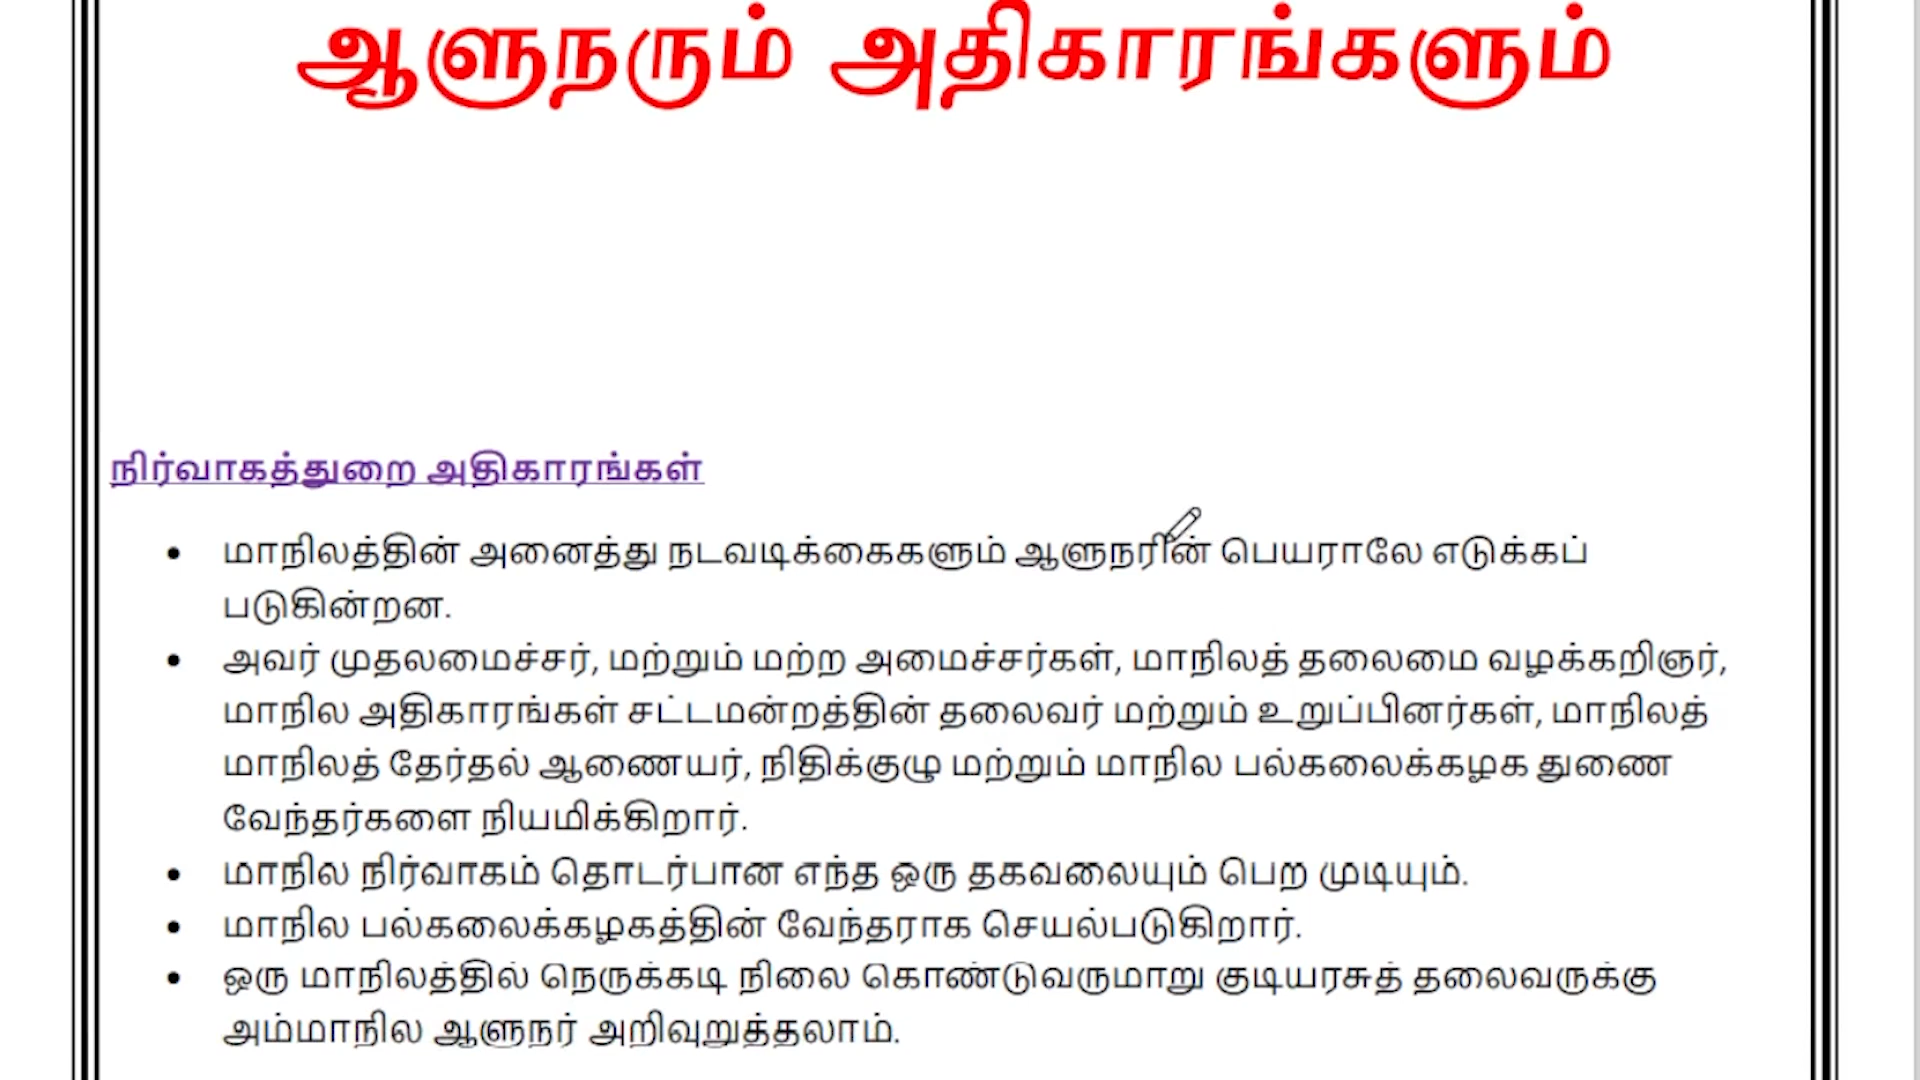 ஆளுநரும் அதிகாரங்களும்
நிர்வாகத்துறை அதிகாரங்கள்
• மாநிலத்தின் அனைத்து நடவடிக்கைகளும் ஆளுநரின் பெயராலே எடுக்கப்
படுகின்றன.
• அவர் முதலமைச்சர், மற்றும் மற்ற அமைச்சர்கள், மாநிலத் தலைமை வழக்கறிஞர்,
மாநில அதிகாரங்கள் சட்டமன்றத்தின் தலைவர் மற்றும் உறுப்பினர்கள், மாநிலத்
மாநிலத் தேர்தல் ஆணையர், நிதிக்குழு மற்றும் மாநில பல்கலைக்கழக துணை
வேந்தர்களை நியமிக்கிறார்.
• மாநில நிர்வாகம் தொடர்பான எந்த ஒரு தகவலையும் பெற முடியும்.
• மாநில பல்கலைக்கழகத்தின் வேந்தராக செயல்படுகிறார்.
• ஒரு மாநிலத்தில் நெருக்கடி நிலை கொண்டுவருமாறு குடியரசுத் தலைவருக்கு
அம்மாநில ஆளுநர் அறிவுறுத்தலாம்.